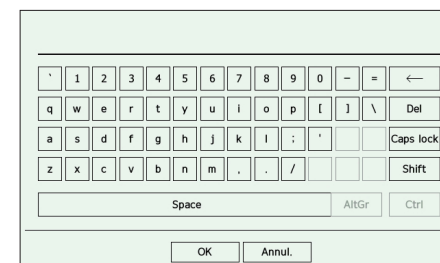 ` 1 2 3 4 5 6 7 8 9 0 - = ←
q w e r t y u i o p [ ] \ Del
a s d f g h j k l ; ' Caps lock
z x c v b n m , . / Shift
Space AltGr Ctrl
OK Annul.